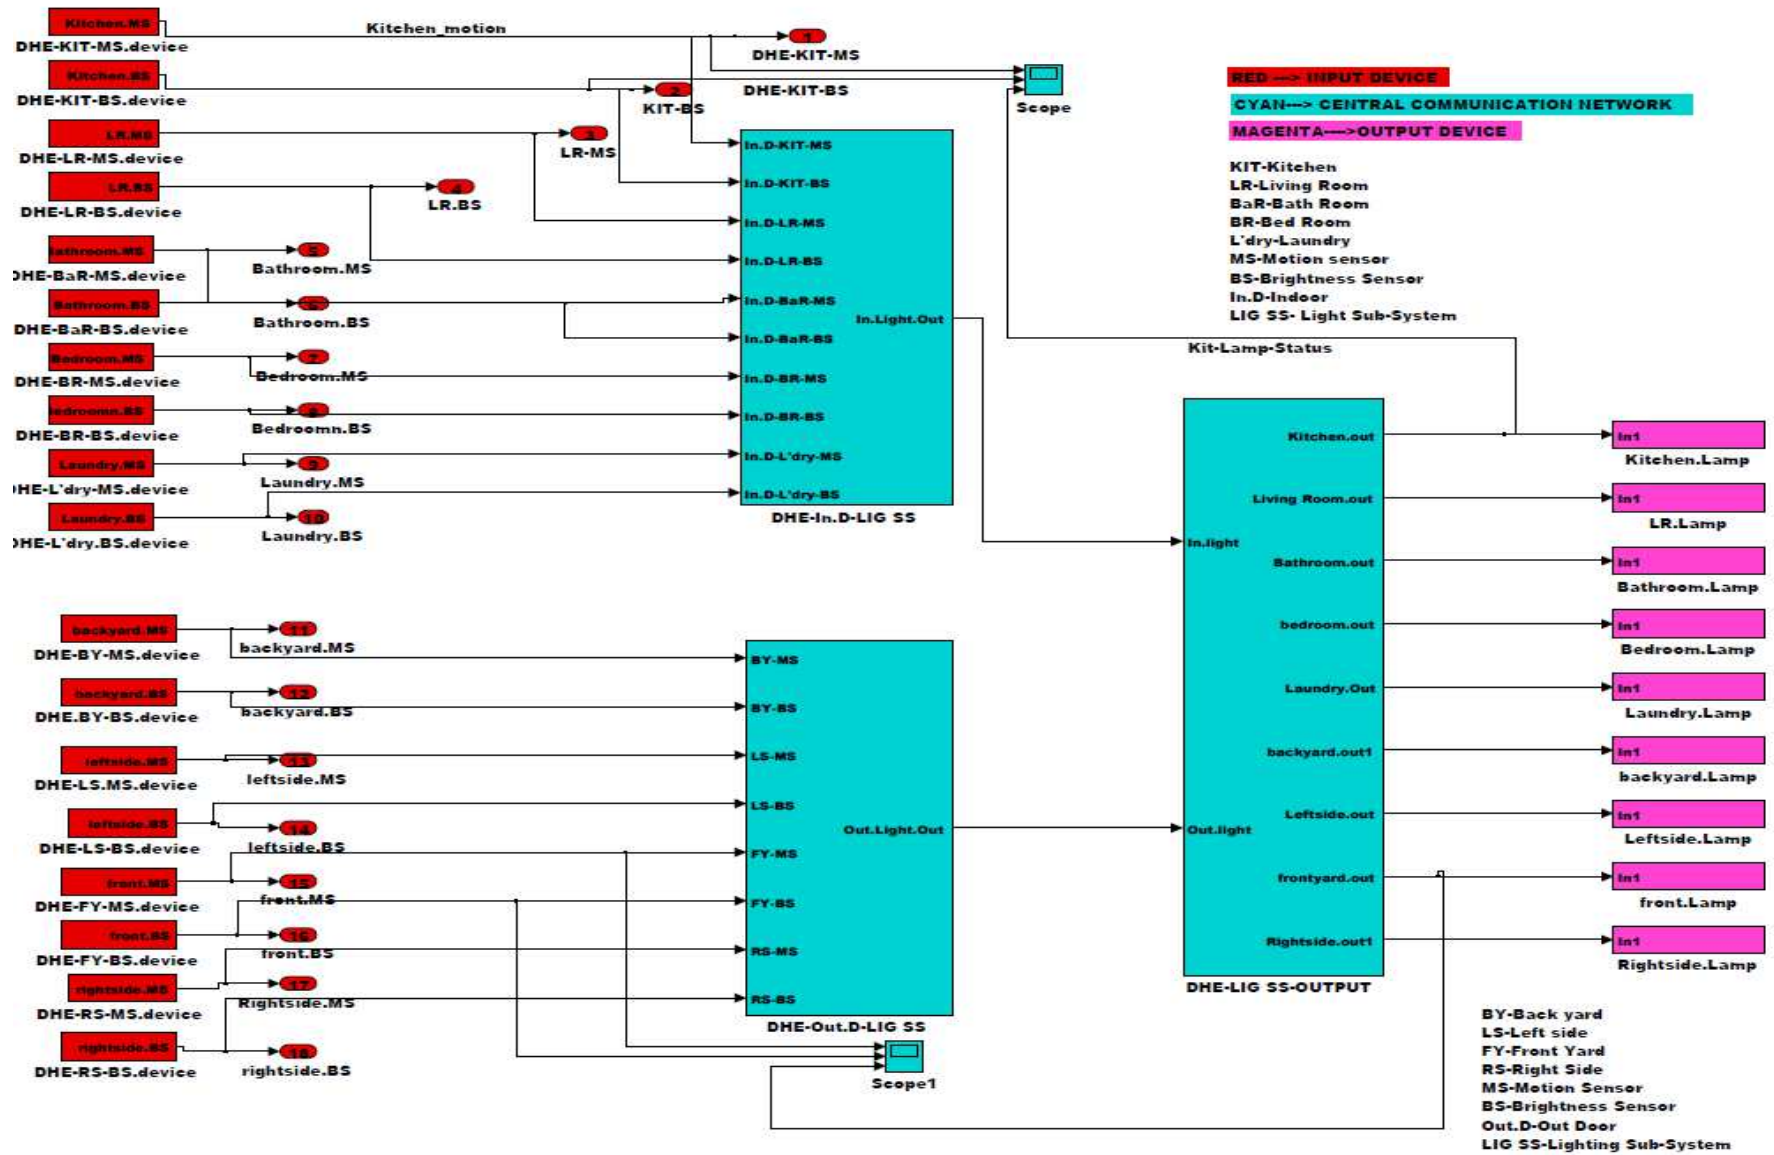 Kitchen.MS
DHE-KIT-MS.device
Kitchen_motion
1
DHE-KIT-MS
Kitchen.BS
DHE-KIT-BS.device
2
KIT-BS
DHE-KIT-BS
Scope
LR.MS
DHE-LR-MS.device
3
LR-MS
LR.BS
DHE-LR-BS.device
4
LR.BS
Bathroom.MS
DHE-BaR-MS.device
5
Bathroom.MS
Bathroom.BS
DHE-BaR-BS.device
6
Bathroom.BS
Bedroom.MS
DHE-BR-MS.device
7
Bedroom.MS
bedroomn.BS
DHE-BR-BS.device
8
Bedroomn.BS
Laundry.MS
DHE-L'dry-MS.device
9
Laundry.MS
Laundry.BS
DHE-L'dry.BS.device
10
Laundry.BS
In.D-KIT-MS
In.D-KIT-BS
In.D-LR-MS
In.D-LR-BS
In.D-BaR-MS
In.D-BaR-BS
In.D-BR-MS
In.D-BR-BS
In.D-L'dry-MS
In.D-L'dry-BS
In.Light.Out
DHE-In.D-LIG SS
RED ---> INPUT DEVICE
CYAN---> CENTRAL COMMUNICATION NETWORK
MAGENTA--->OUTPUT DEVICE
KIT-Kitchen
LR-Living Room
BaR-Bath Room
BR-Bed Room
L'dry-Laundry
MS-Motion sensor
BS-Brightness Sensor
In.D-Indoor
LIG SS- Light Sub-System
Kit-Lamp-Status
backyard.MS
DHE-BY-MS.device
11
backyard.MS
backyard.BS
DHE.BY-BS.device
12
backyard.BS
leftside.MS
DHE-LS.MS.device
13
leftside.MS
leftside.BS
DHE-LS-BS.device
14
leftside.BS
front.MS
DHE-FY-MS.device
15
front.MS
front.BS
DHE-FY-BS.device
16
front.BS
rightside.MS
DHE-RS-MS.device
17
Rightside.MS
rightside.BS
DHE-RS-BS.device
18
rightside.BS
BY-MS
BY-BS
LS-MS
LS-BS
FY-MS
FY-BS
RS-MS
RS-BS
Out.Light.Out
DHE-Out.D-LIG SS
Scope1
In.light
Out.light
Kitchen.out
Living Room.out
Bathroom.out
bedroom.out
Laundry.Out
backyard.out1
Leftside.out
frontyard.out
Rightside.out1
DHE-LIG SS-OUTPUT
In1
Kitchen.Lamp
In1
LR.Lamp
In1
Bathroom.Lamp
In1
Bedroom.Lamp
In1
Laundry.Lamp
In1
backyard.Lamp
In1
Leftside.Lamp
In1
front.Lamp
In1
Rightside.Lamp
BY-Back yard
LS-Left side
FY-Front Yard
RS-Right Side
MS-Motion Sensor
BS-Brightness Sensor
Out.D-Out Door
LIG SS-Lighting Sub-System